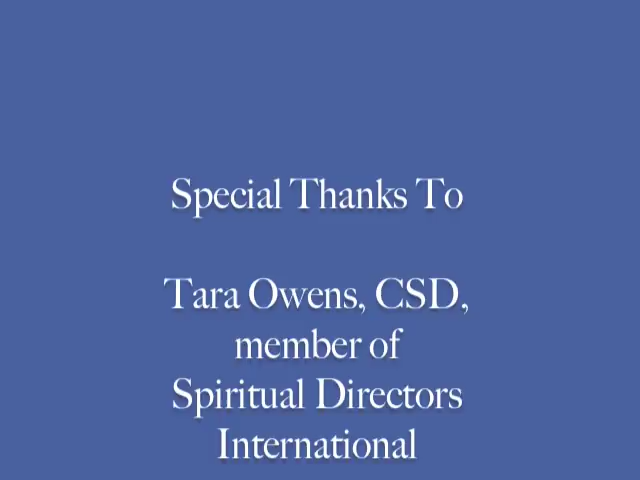 Special Thanks To
Tara Owens, CSD,
member of
Spiritual Directors
International